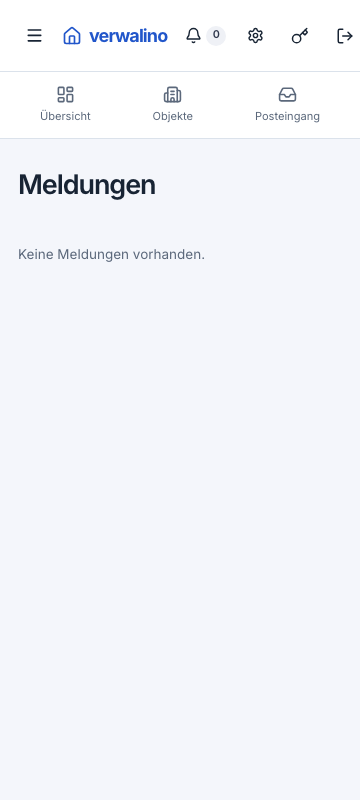 verwalino
0
Übersicht
Objekte
Posteingang
Meldungen
Keine Meldungen vorhanden.